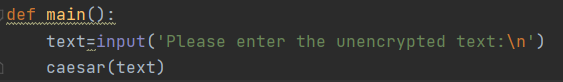 def main():
    text=input('Please enter the unencrypted text:\n')
    caesar(text)